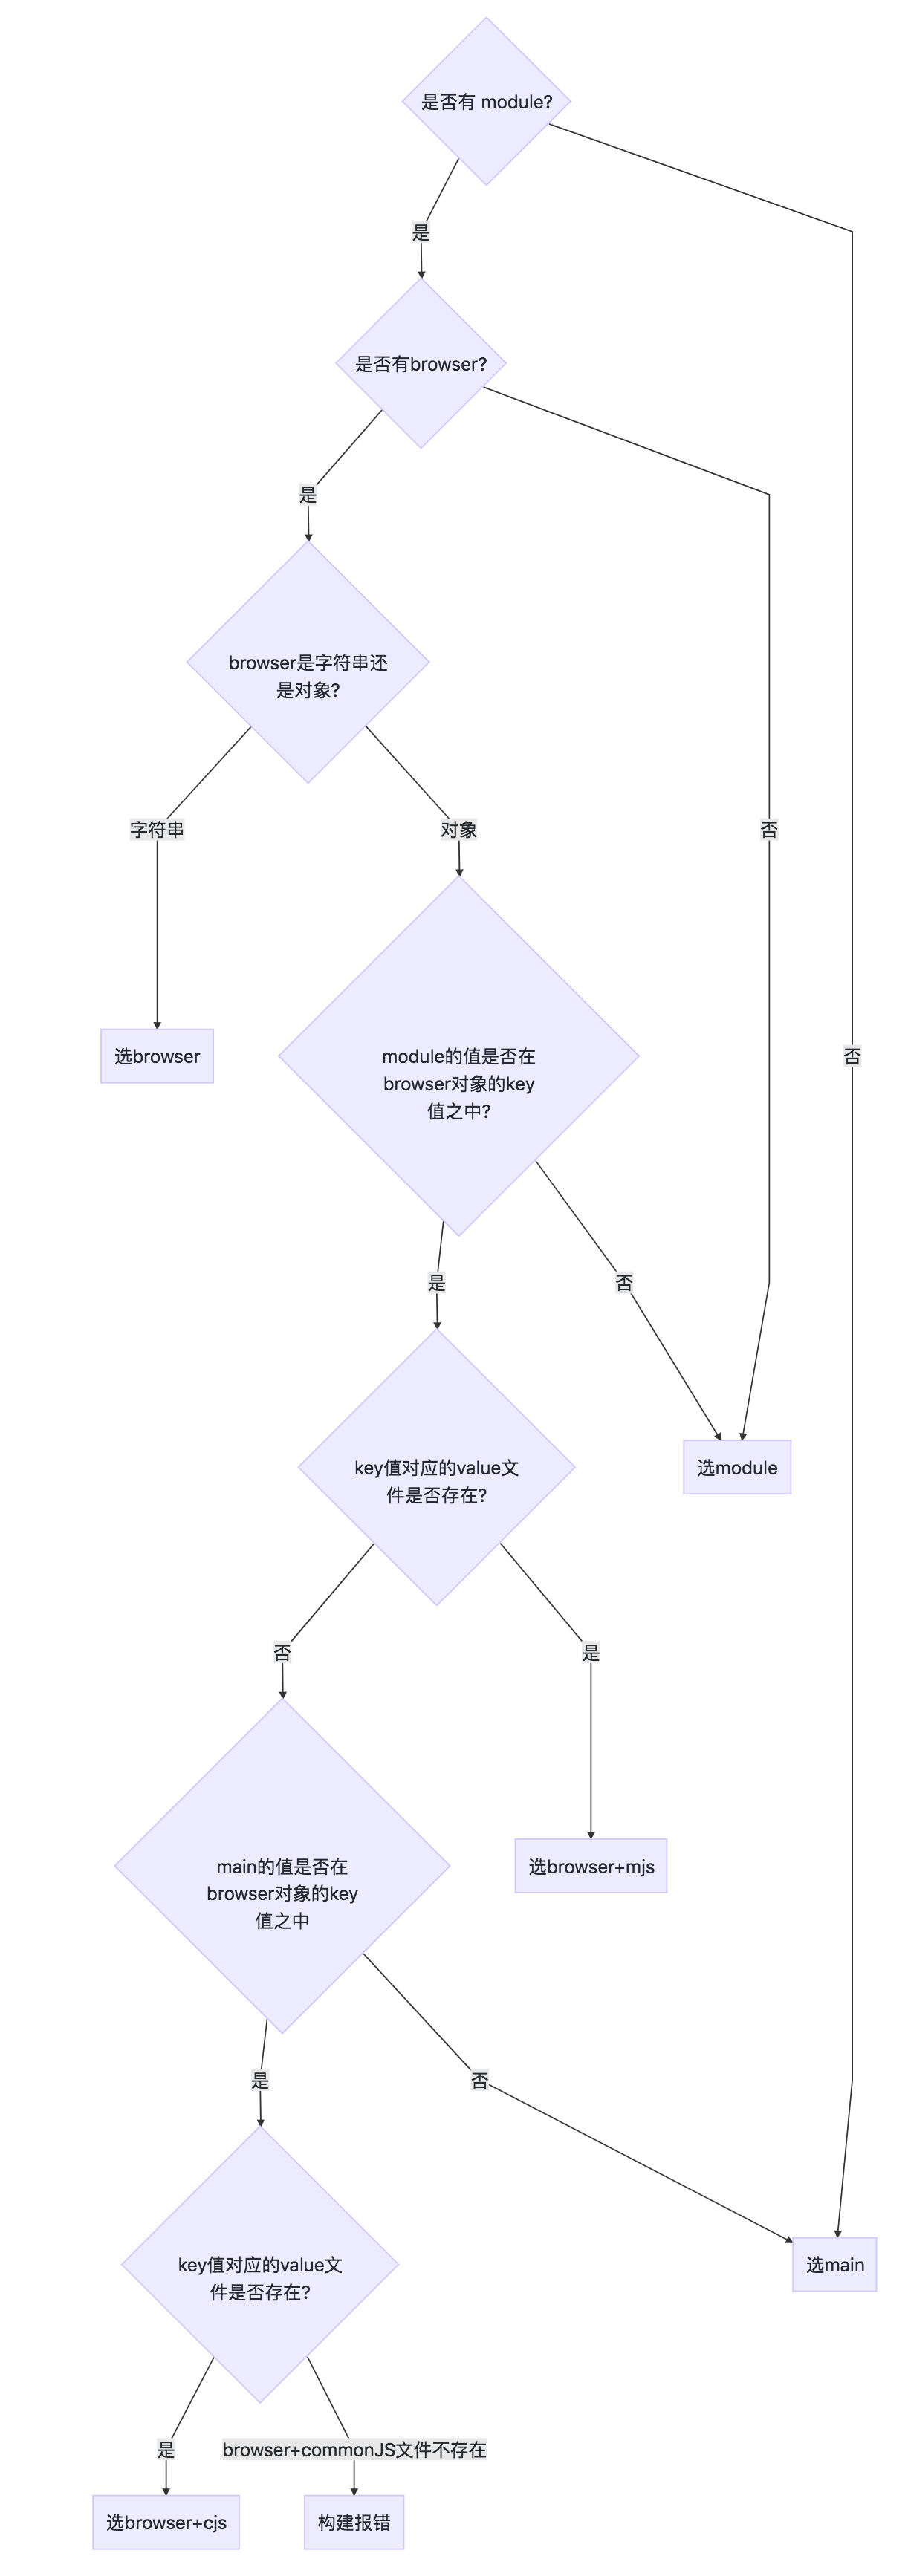 是否有 module?
是
是否有browser?
是
browser是字符串还
是对象?
字符串
对象
否
选browser
module的值是否在
browser对象的key
值之中?
否
是
否
key值对应的value文
件是否存在?
选module
否
是
main的值是否在
browser对象的key
值之中
选browser+mjs
是
否
key值对应的value文
件是否存在?
选main
是
browser+commonJS文件不存在
选browser+cjs
构建报错